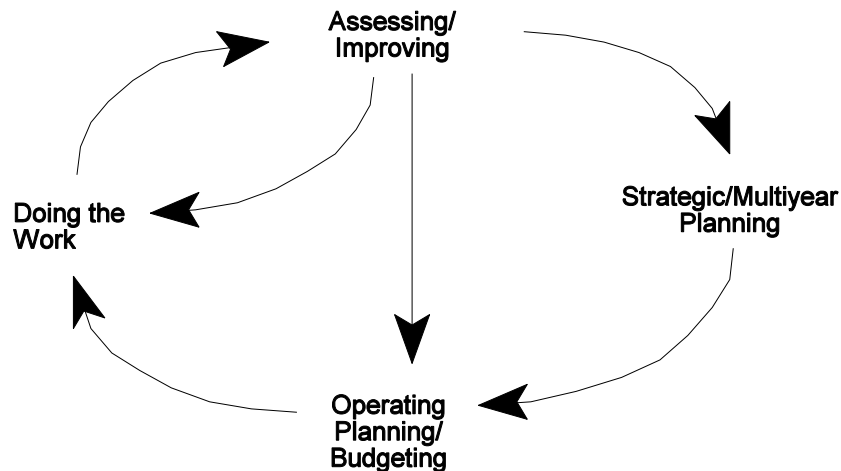 Assessing/
Improving
Strategic/Multiyear
Planning
Doing the
Work
Operating
Planning/
Budgeting